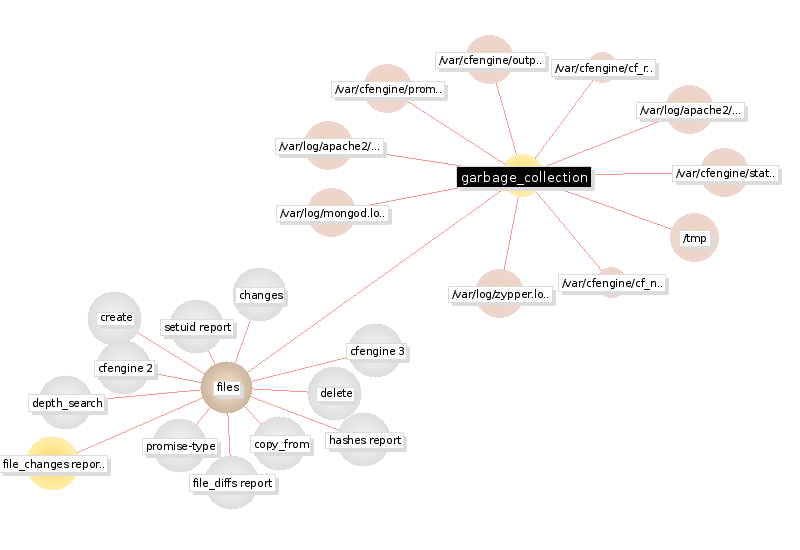 /var/cfengine/outp..
/var/cfengine/cf_r..
/var/cfengine/prom..
/var/log/apache2/...
/var/log/apache2/...
/var/cfengine/stat..
garbage_collection
/var/log/mongod.lo..
/tmp
/var/cfengine/cf_n..
/var/log/zypper.lo..
changes
create
setuid report
cfengine 3
cfengine 2
files
delete
depth_search
hashes report
copy_from
promise-type
file_changes repor..
file_diffs report